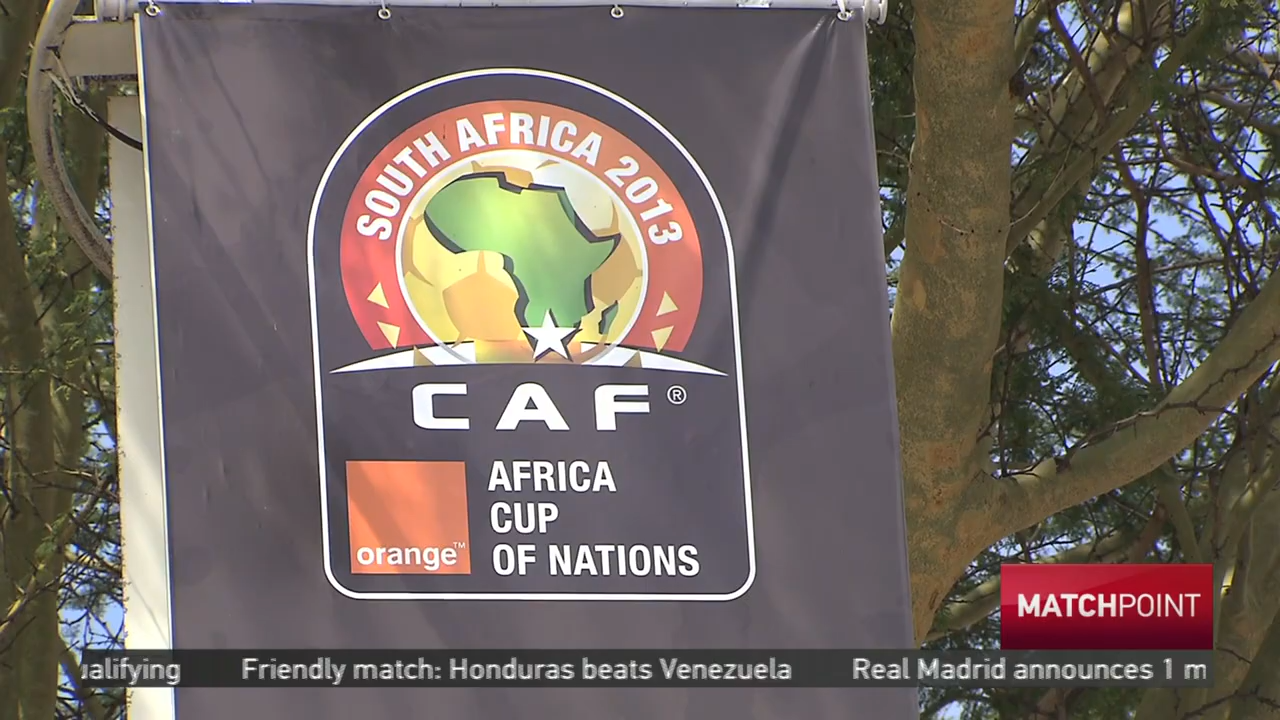 SOUTH AFRICA 2013
CAF®
orange™
AFRICA
CUP
OF NATIONS
MATCHPOINT
ualifying Friendly match: Honduras beats Venezuela Real Madrid announces 1 m